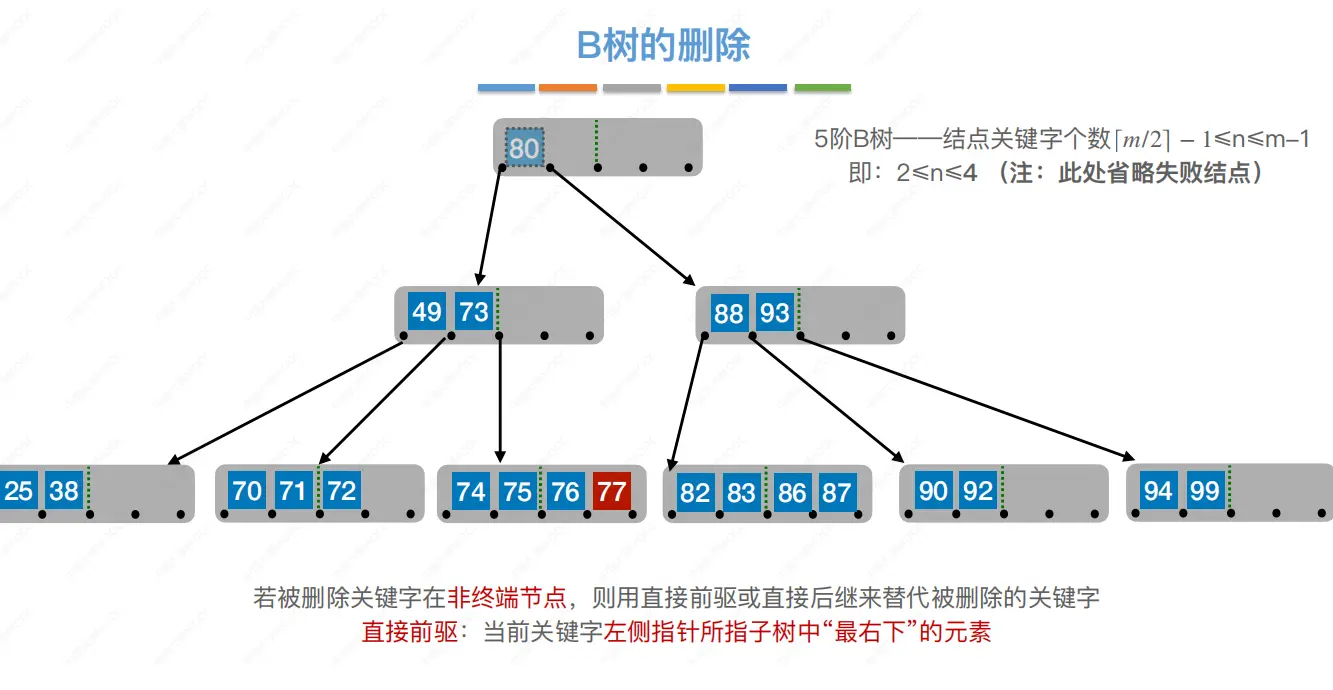 B树的删除
80
5阶B树——结点关键字个数⌈m/2⌉ − 1≤n≤m–1
即：2≤n≤4 （注：此处省略失败结点）
49 73
88 93
25 38
70 71 72
74 75 76 77
82 83 86 87
90 92
94 99
若被删除关键字在非终端节点，则用直接前驱或直接后继来替代被删除的关键字
直接前驱：当前关键字左侧指针所指子树中“最右下”的元素